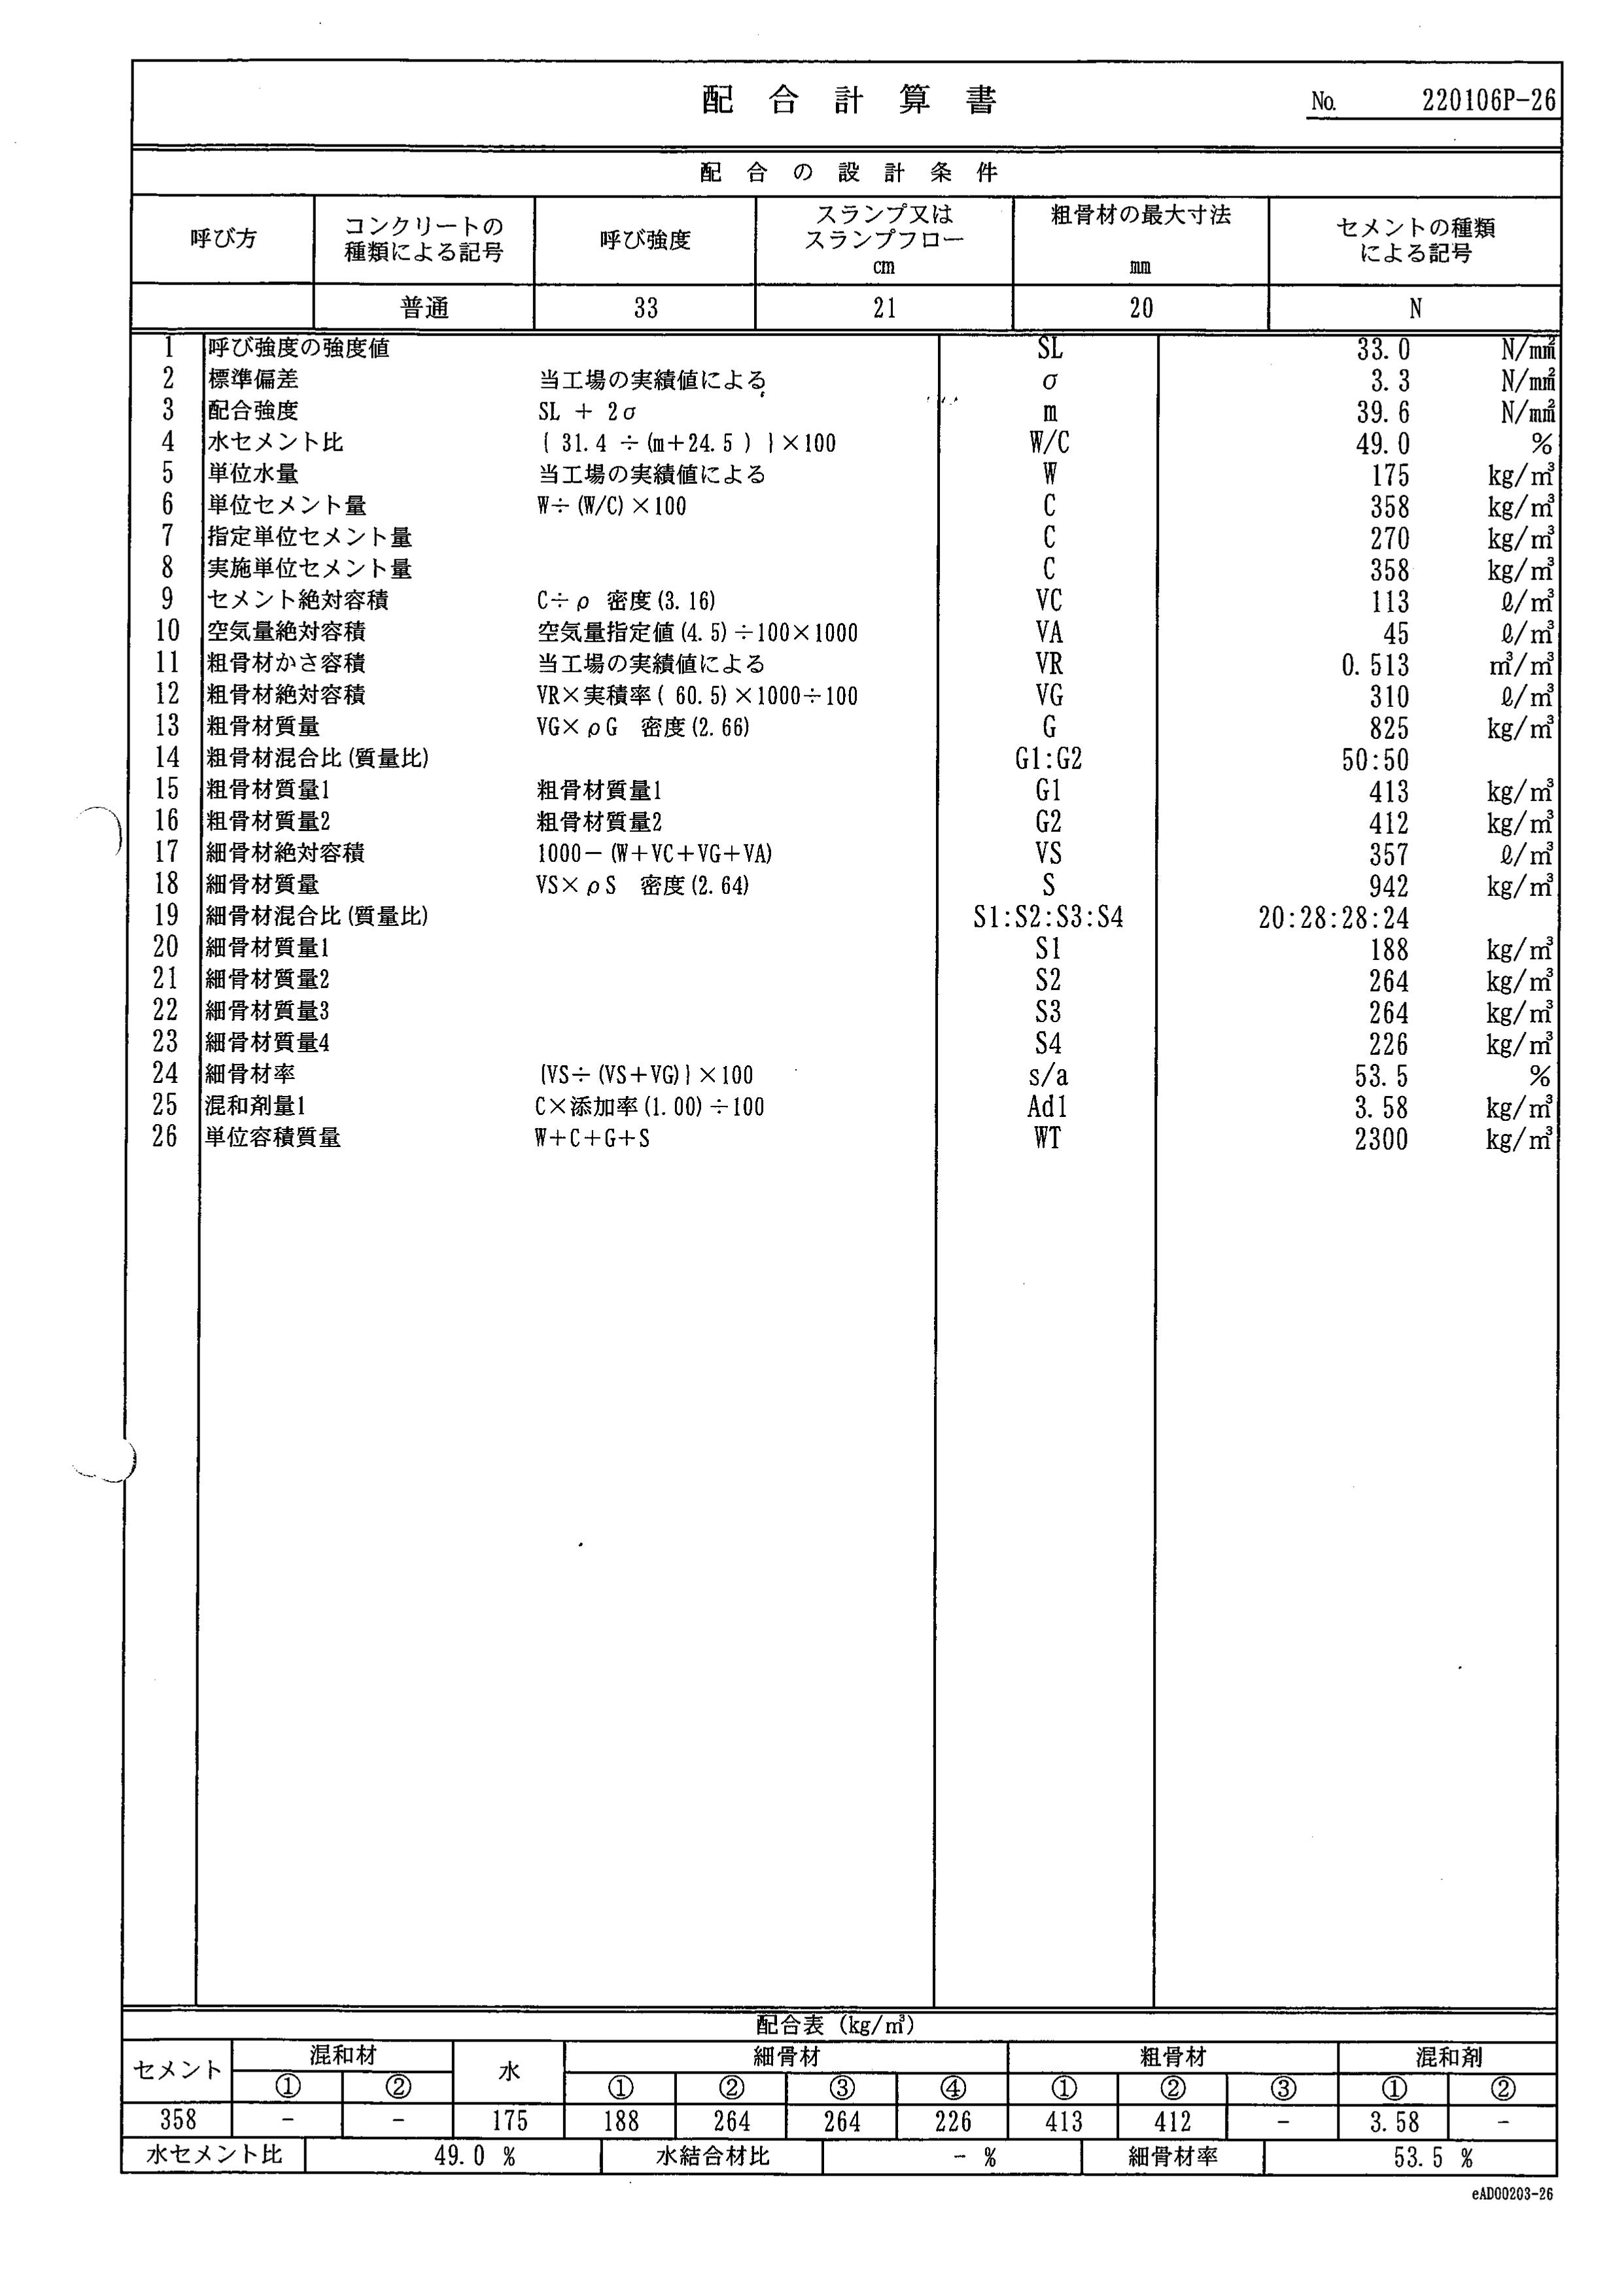 配合計算書 No. 220106P-26
配合の設計条件
呼び方 コンクリートの種類による記号 呼び強度 スランプ又はスランプフロー cm 粗骨材の最大寸法 mm セメントの種類による記号
普通 33 21 20 N
1 呼び強度の強度値 SL 33.0 N/mm²
2 標準偏差 当工場の実績値による σ 3.3 N/mm²
3 配合強度 SL + 2σ m 39.6 N/mm²
4 水セメント比 { 31.4 ÷(m+24.5 ) }×100 W/C 49.0 %
5 単位水量 当工場の実績値による W 175 kg/m³
6 単位セメント量 W÷(W/C)×100 C 358 kg/m³
7 指定単位セメント量 C 270 kg/m³
8 実施単位セメント量 C 358 kg/m³
9 セメント絶対容積 C÷ρ 密度(3.16) VC 113 ℓ/m³
10 空気量絶対容積 空気量指定値(4.5)÷100×1000 VA 45 ℓ/m³
11 粗骨材かさ容積 当工場の実績値による VR 0.513 m³/m³
12 粗骨材絶対容積 VR×実積率( 60.5)×1000÷100 VG 310 ℓ/m³
13 粗骨材質量 VG×ρG 密度(2.66) G 825 kg/m³
14 粗骨材混合比(質量比) G1:G2 50:50
15 粗骨材質量1 粗骨材質量1 G1 413 kg/m³
16 粗骨材質量2 粗骨材質量2 G2 412 kg/m³
17 細骨材絶対容積 1000−(W+VC+VG+VA) VS 357 ℓ/m³
18 細骨材質量 VS×ρS 密度(2.64) S 942 kg/m³
19 細骨材混合比(質量比) S1:S2:S3:S4 20:28:28:24
20 細骨材質量1 S1 188 kg/m³
21 細骨材質量2 S2 264 kg/m³
22 細骨材質量3 S3 264 kg/m³
23 細骨材質量4 S4 226 kg/m³
24 細骨材率 {VS÷(VS+VG)}×100 s/a 53.5 %
25 混和剤量1 C×添加率(1.00)÷100 Ad1 3.58 kg/m³
26 単位容積質量 W+C+G+S WT 2300 kg/m³
配合表 (kg/m³)
セメント 混和材 水 細骨材 粗骨材 混和剤
① ② ① ② ③ ④ ① ② ③ ① ②
358 − − 175 188 264 264 226 413 412 − 3.58 −
水セメント比 49.0 % 水結合材比 − % 細骨材率 53.5 %
eAD00203-26